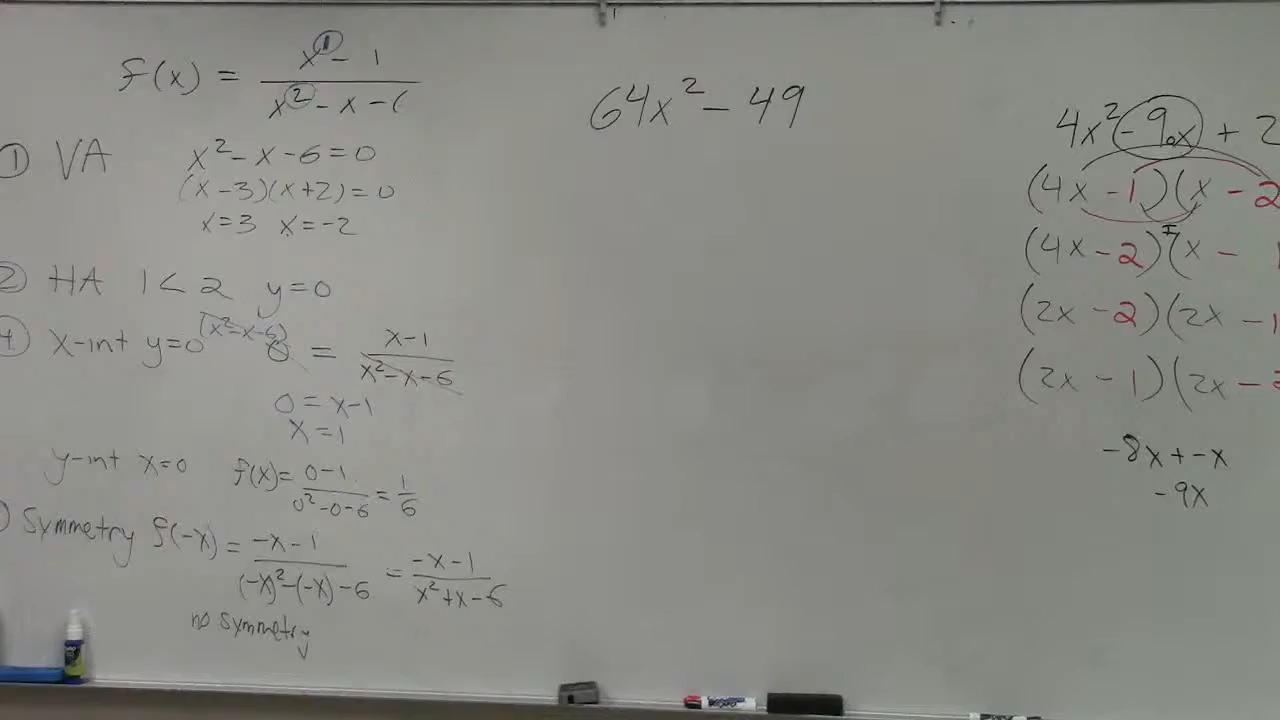 f(x) = x¹ - 1 / x² - x - 6
① VA x² - x - 6 = 0
(x - 3)(x + 2) = 0
x = 3 x = -2
② HA 1 < 2 y = 0
④ x-int y = 0 (x² - x - 6) 0 = x - 1 / x² - x - 6
0 = x - 1
x = 1
y-int x = 0 f(x) = 0 - 1 / 0² - 0 - 6 = 1/6
Symmetry f(-x) = -x - 1 / (-x)² - (-x) - 6 = -x - 1 / x² + x - 6
no symmetry
64x² - 49
4x² - 9x + 2
(4x - 1)(x - 2
(4x - 2)(x - 1
(2x - 2)(2x - 1
(2x - 1)(2x -
-8x + -x
-9x